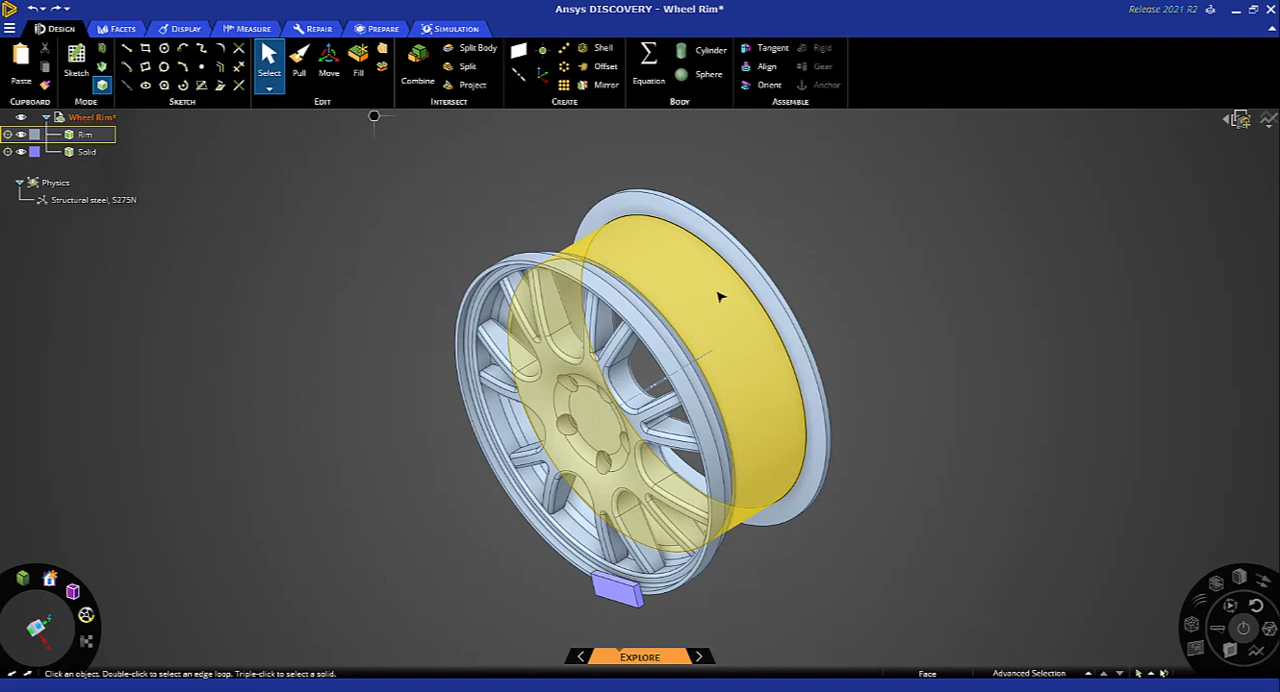 Ansys DISCOVERY - Wheel Rim*
Release 2021 R2
DESIGN FACETS DISPLAY MEASURE REPAIR PREPARE SIMULATION
Paste
Sketch
Select
Pull
Move
Fill
Combine
Split Body
Split
Project
Shell
Offset
Mirror
Equation
Cylinder
Sphere
Tangent
Align
Orient
Rigid
Gear
Anchor
CLIPBOARD MODE SKETCH EDIT INTERSECT CREATE BODY ASSEMBLE
Wheel Rim*
Rim
Solid
Physics
Structural steel, S275N
EXPLORE
Click an object. Double-click to select an edge loop. Triple-click to select a solid.
Face
Advanced Selection